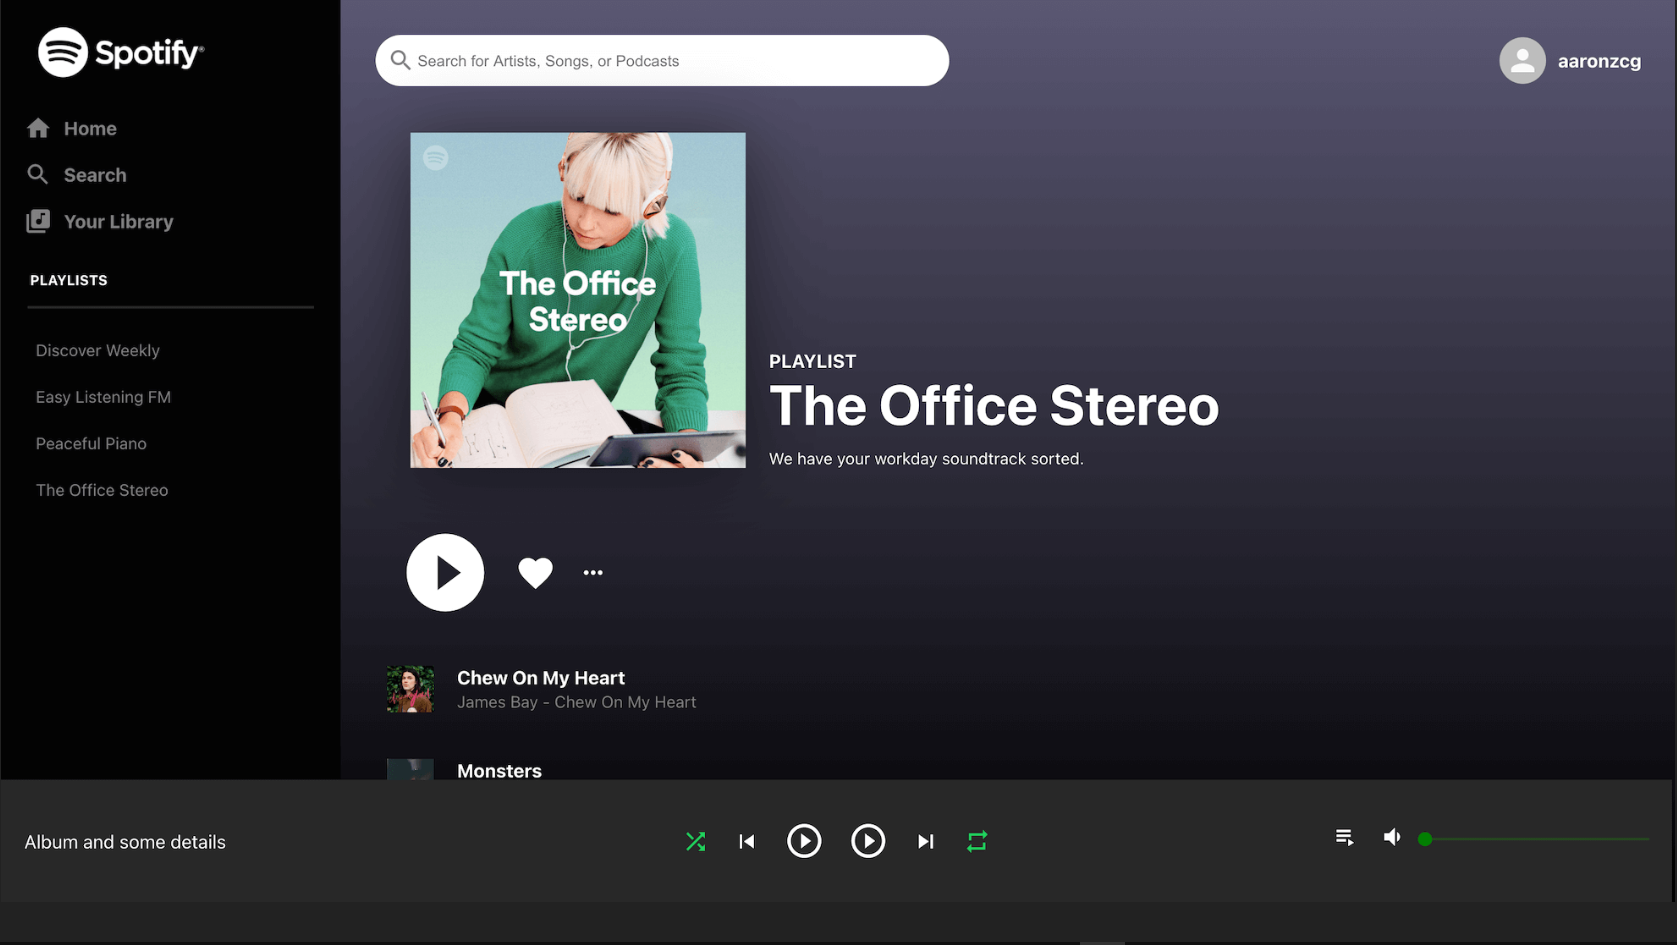 Spotify®
Home
Search
Your Library
PLAYLISTS
Discover Weekly
Easy Listening FM
Peaceful Piano
The Office Stereo
Search for Artists, Songs, or Podcasts
aaronzcg
The Office
Stereo
PLAYLIST
The Office Stereo
We have your workday soundtrack sorted.
Chew On My Heart
James Bay - Chew On My Heart
Monsters
Album and some details